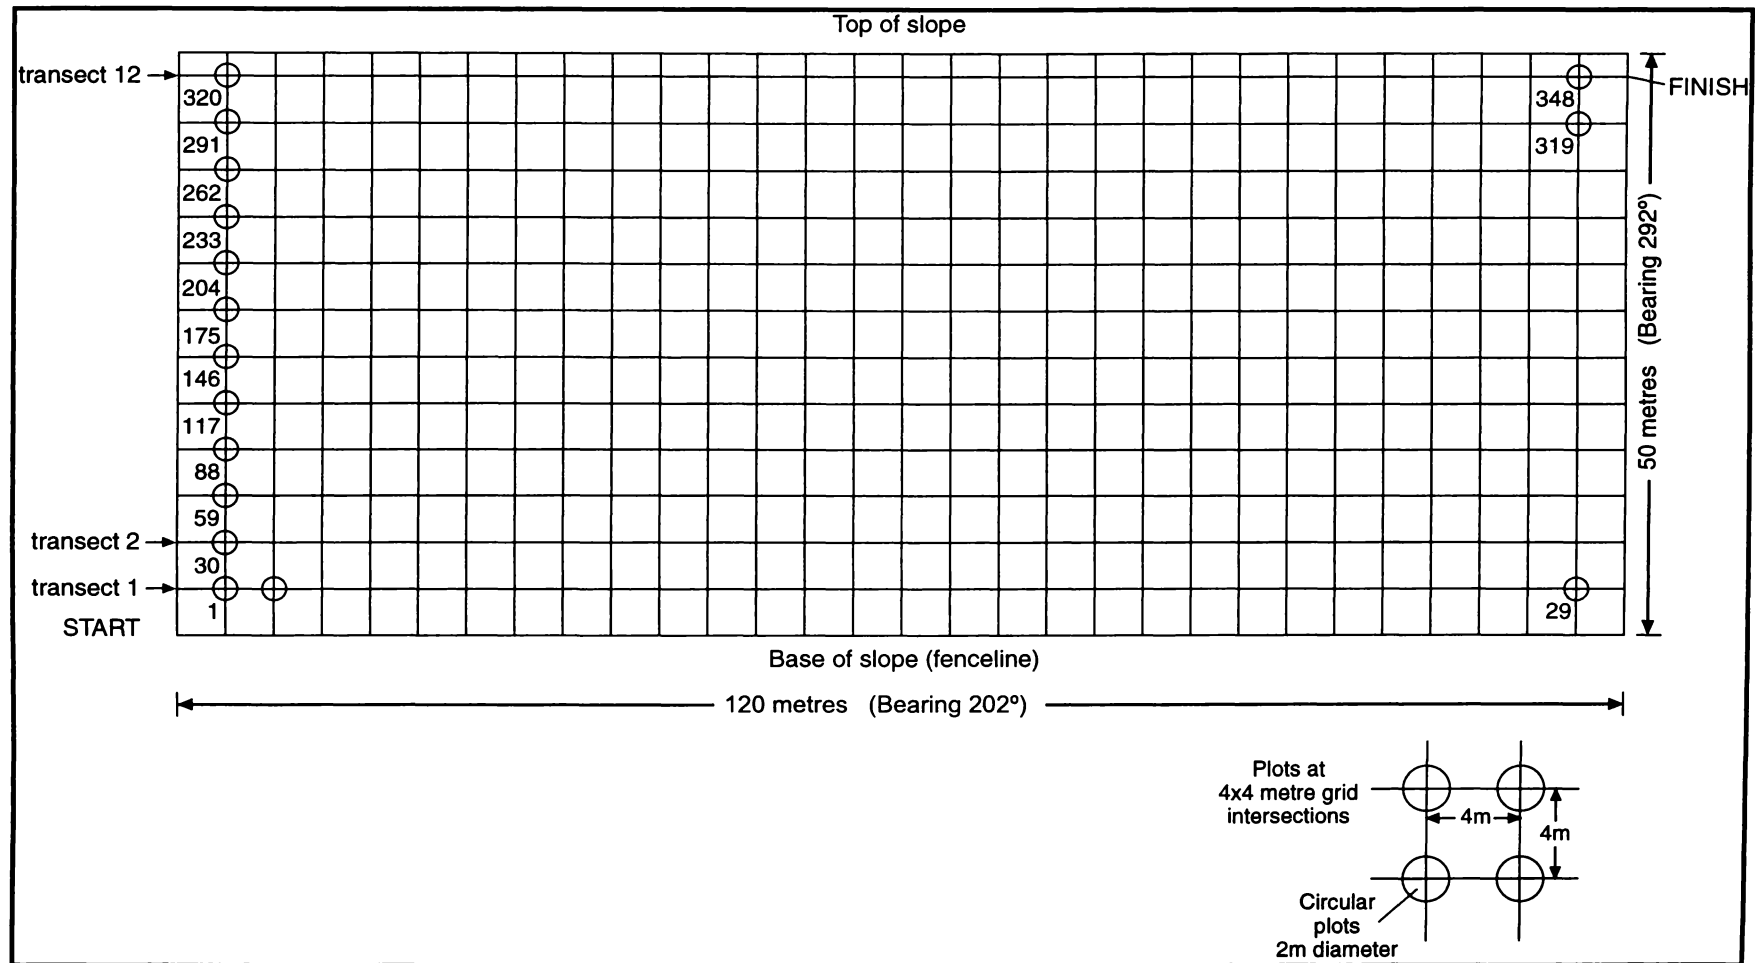 Top of slope
transect 12
FINISH
320
348
291
319
262
233
204
175
146
117
88
59
transect 2
30
transect 1
1
29
START
50 metres (Bearing 292º)
Base of slope (fenceline)
120 metres (Bearing 202º)
Plots at
4x4 metre grid
intersections
4m
4m
Circular
plots
2m diameter